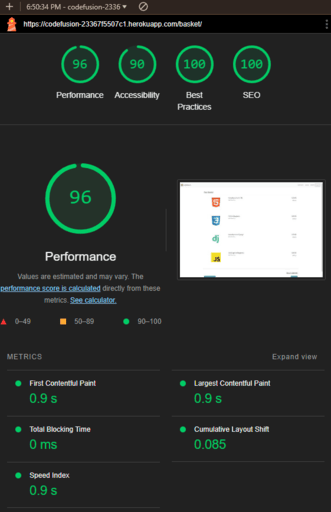 6:50:34 PM - codefusion-2336
https://codefusion-23367f5507c1.herokuapp.com/basket/
96
90
100
100
Performance
Accessibility
Best
Practices
SEO
96
Performance
Values are estimated and may vary. The
performance score is calculated directly from these
metrics. See calculator.
0–49
50–89
90–100
METRICS
Expand view
First Contentful Paint
0.9 s
Largest Contentful Paint
0.9 s
Total Blocking Time
0 ms
Cumulative Layout Shift
0.085
Speed Index
0.9 s